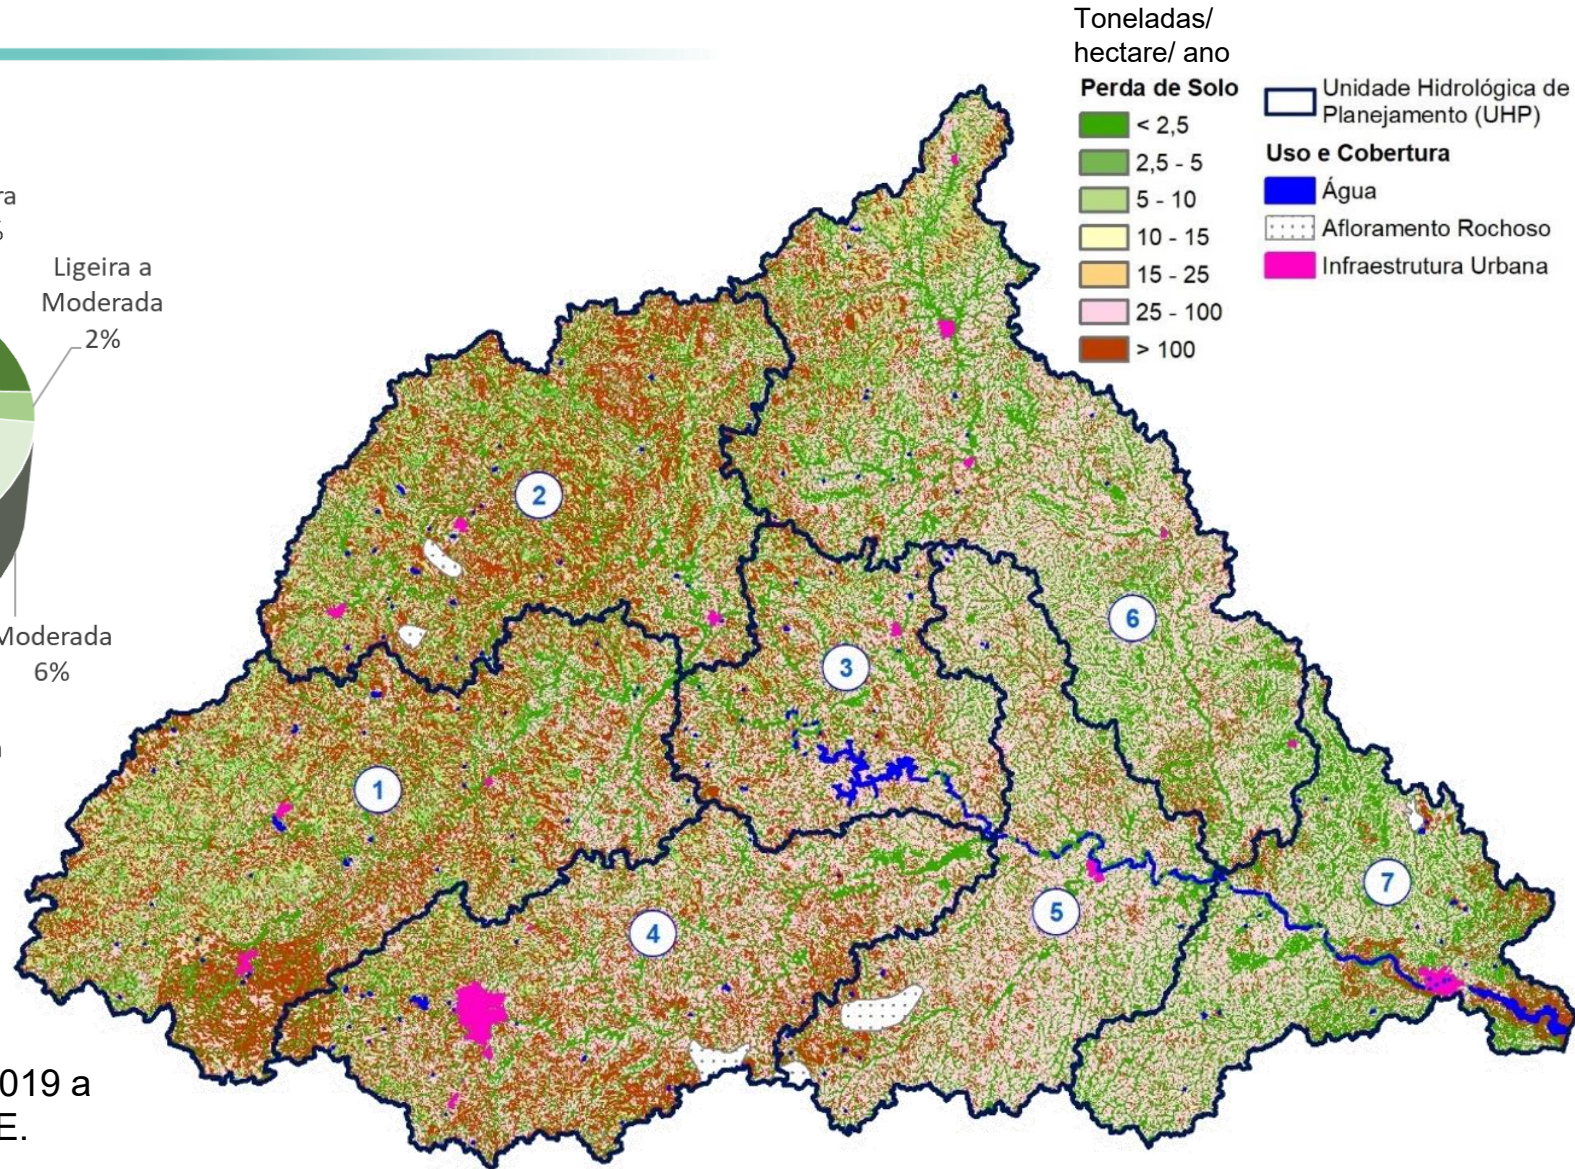 Toneladas/
hectare/ ano
Perda de Solo
< 2,5
2,5 - 5
5 - 10
10 - 15
15 - 25
25 - 100
> 100
Unidade Hidrológica de
Planejamento (UHP)
Uso e Cobertura
Água
Afloramento Rochoso
Infraestrutura Urbana
ra
%
Ligeira a
Moderada
2%
Moderada
6%
2
6
3
1
7
5
4
019 a
E.